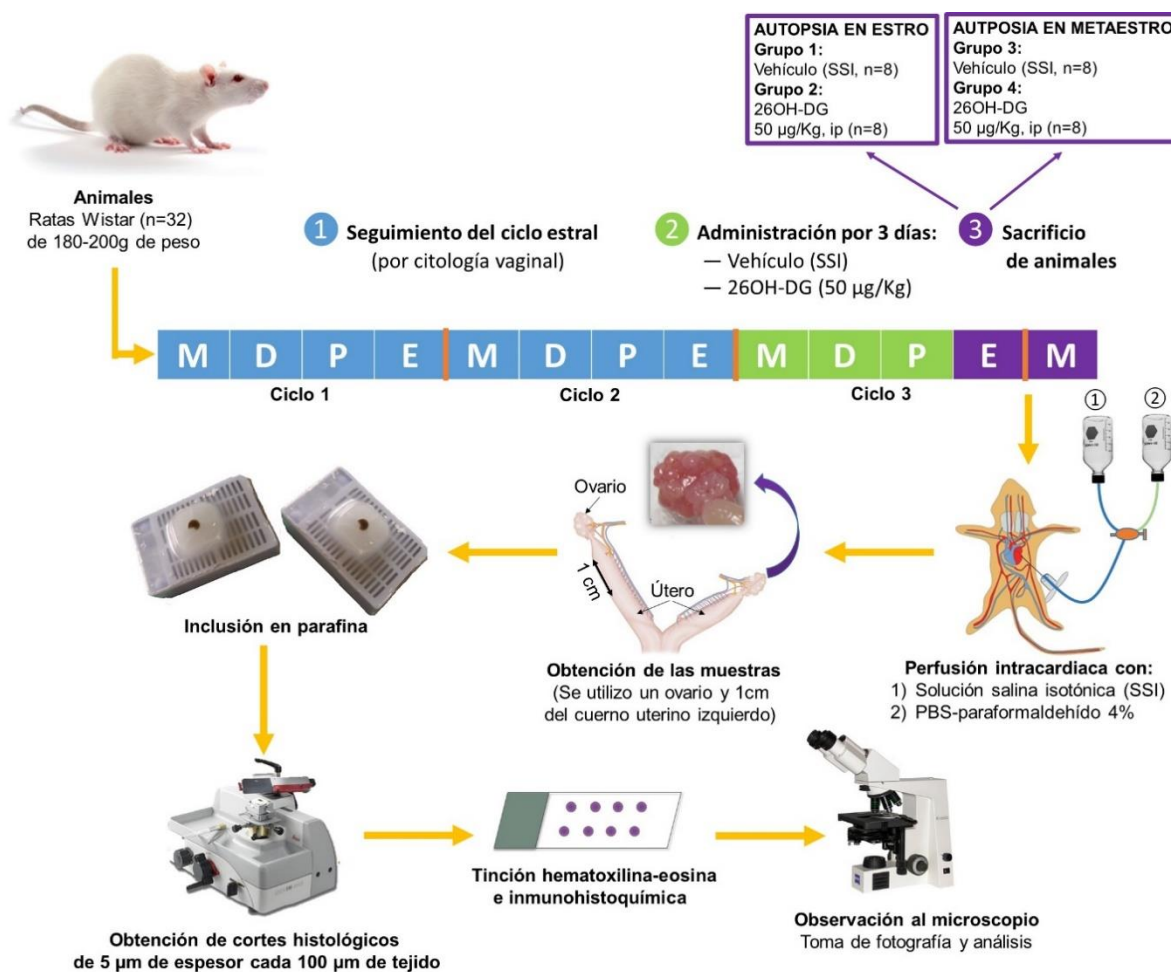 AUTOPSIA EN ESTRO
Grupo 1:
Vehículo (SSI, n=8)
Grupo 2:
26OH-DG
50 µg/Kg, ip (n=8)
AUTPOSIA EN METAESTRO
Grupo 3:
Vehículo (SSI, n=8)
Grupo 4:
26OH-DG
50 µg/Kg, ip (n=8)
Animales
Ratas Wistar (n=32)
de 180-200g de peso
1 Seguimiento del ciclo estral
(por citología vaginal)
2 Administración por 3 días:
— Vehículo (SSI)
— 26OH-DG (50 µg/Kg)
3 Sacrificio
de animales
M D P E M D P E M D P E M
Ciclo 1 Ciclo 2 Ciclo 3
1 2
Ovario
1 cm
Útero
Inclusión en parafina
Obtención de las muestras
(Se utilizo un ovario y 1cm
del cuerno uterino izquierdo)
Perfusión intracardiaca con:
1) Solución salina isotónica (SSI)
2) PBS-paraformaldehído 4%
Obtención de cortes histológicos
de 5 µm de espesor cada 100 µm de tejido
Tinción hematoxilina-eosina
e inmunohistoquímica
Observación al microscopio
Toma de fotografía y análisis